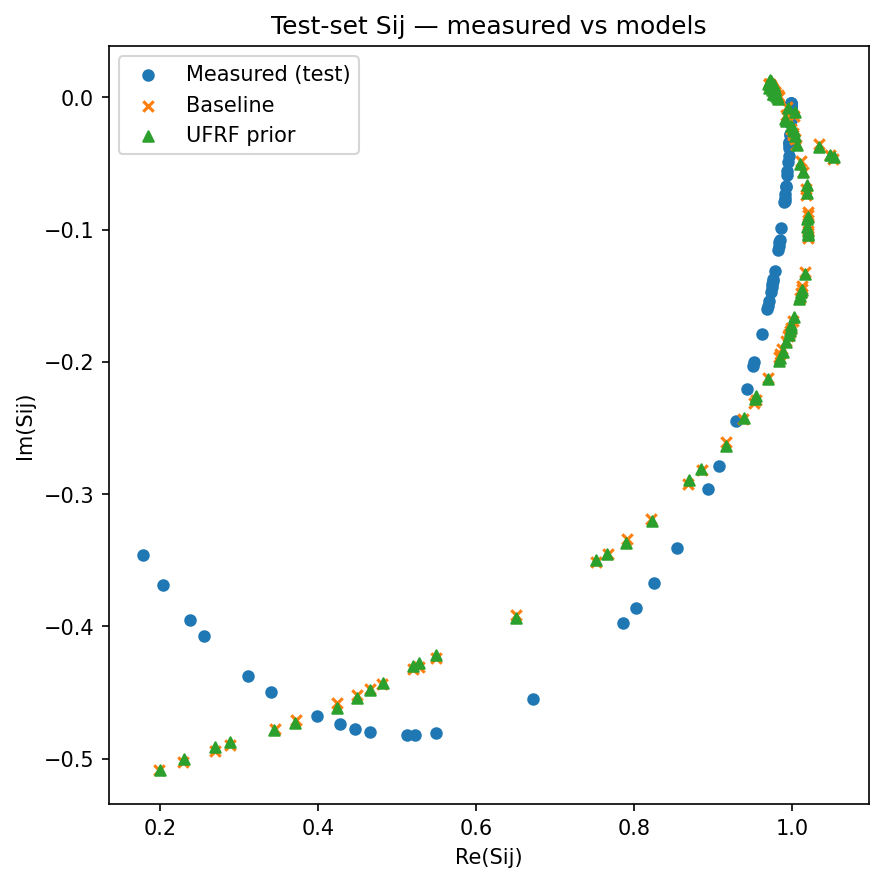 Test-set Sij — measured vs models
Measured (test)
Baseline
UFRF prior
0.0
−0.1
−0.2
−0.3
−0.4
−0.5
Im(Sij)
0.2 0.4 0.6 0.8 1.0
Re(Sij)